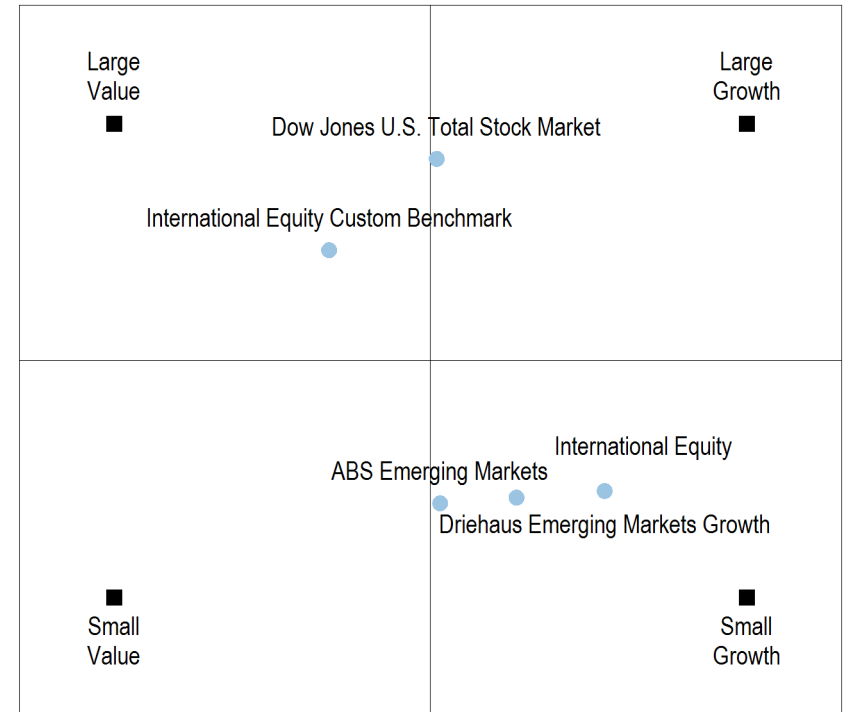 Large
Value
Large
Growth
Dow Jones U.S. Total Stock Market
International Equity Custom Benchmark
International Equity
ABS Emerging Markets
Driehaus Emerging Markets Growth
Small
Value
Small
Growth